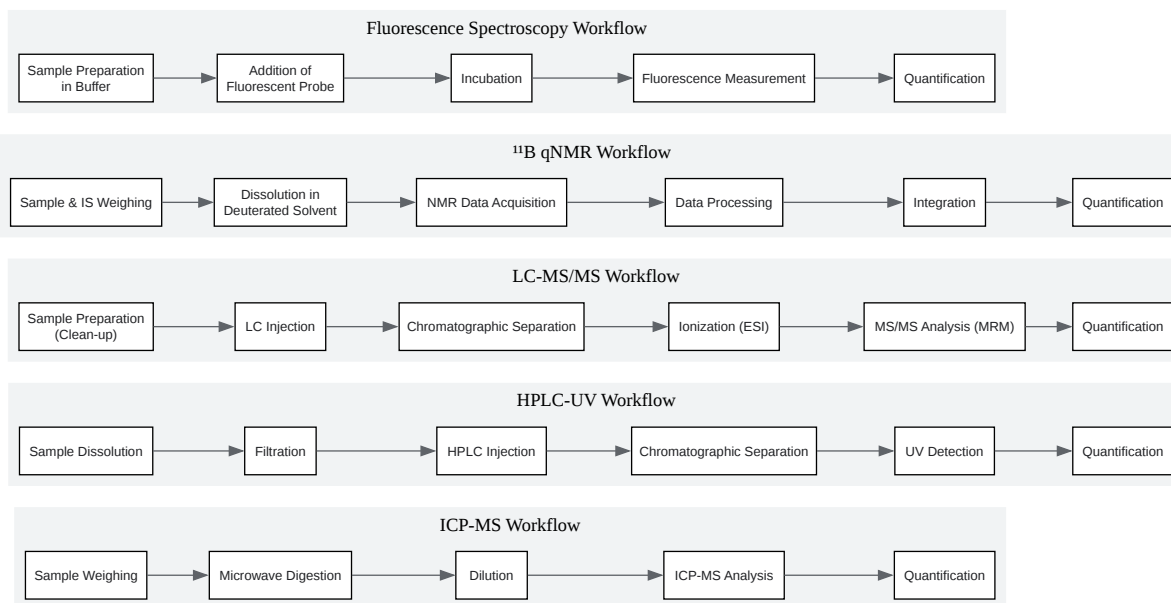 Fluorescence Spectroscopy Workflow
Sample Preparation
in Buffer
Addition of
Fluorescent Probe
Incubation
Fluorescence Measurement
Quantification
¹¹B qNMR Workflow
Sample & IS Weighing
Dissolution in
Deuterated Solvent
NMR Data Acquisition
Data Processing
Integration
Quantification
LC-MS/MS Workflow
Sample Preparation
(Clean-up)
LC Injection
Chromatographic Separation
Ionization (ESI)
MS/MS Analysis (MRM)
Quantification
HPLC-UV Workflow
Sample Dissolution
Filtration
HPLC Injection
Chromatographic Separation
UV Detection
Quantification
ICP-MS Workflow
Sample Weighing
Microwave Digestion
Dilution
ICP-MS Analysis
Quantification